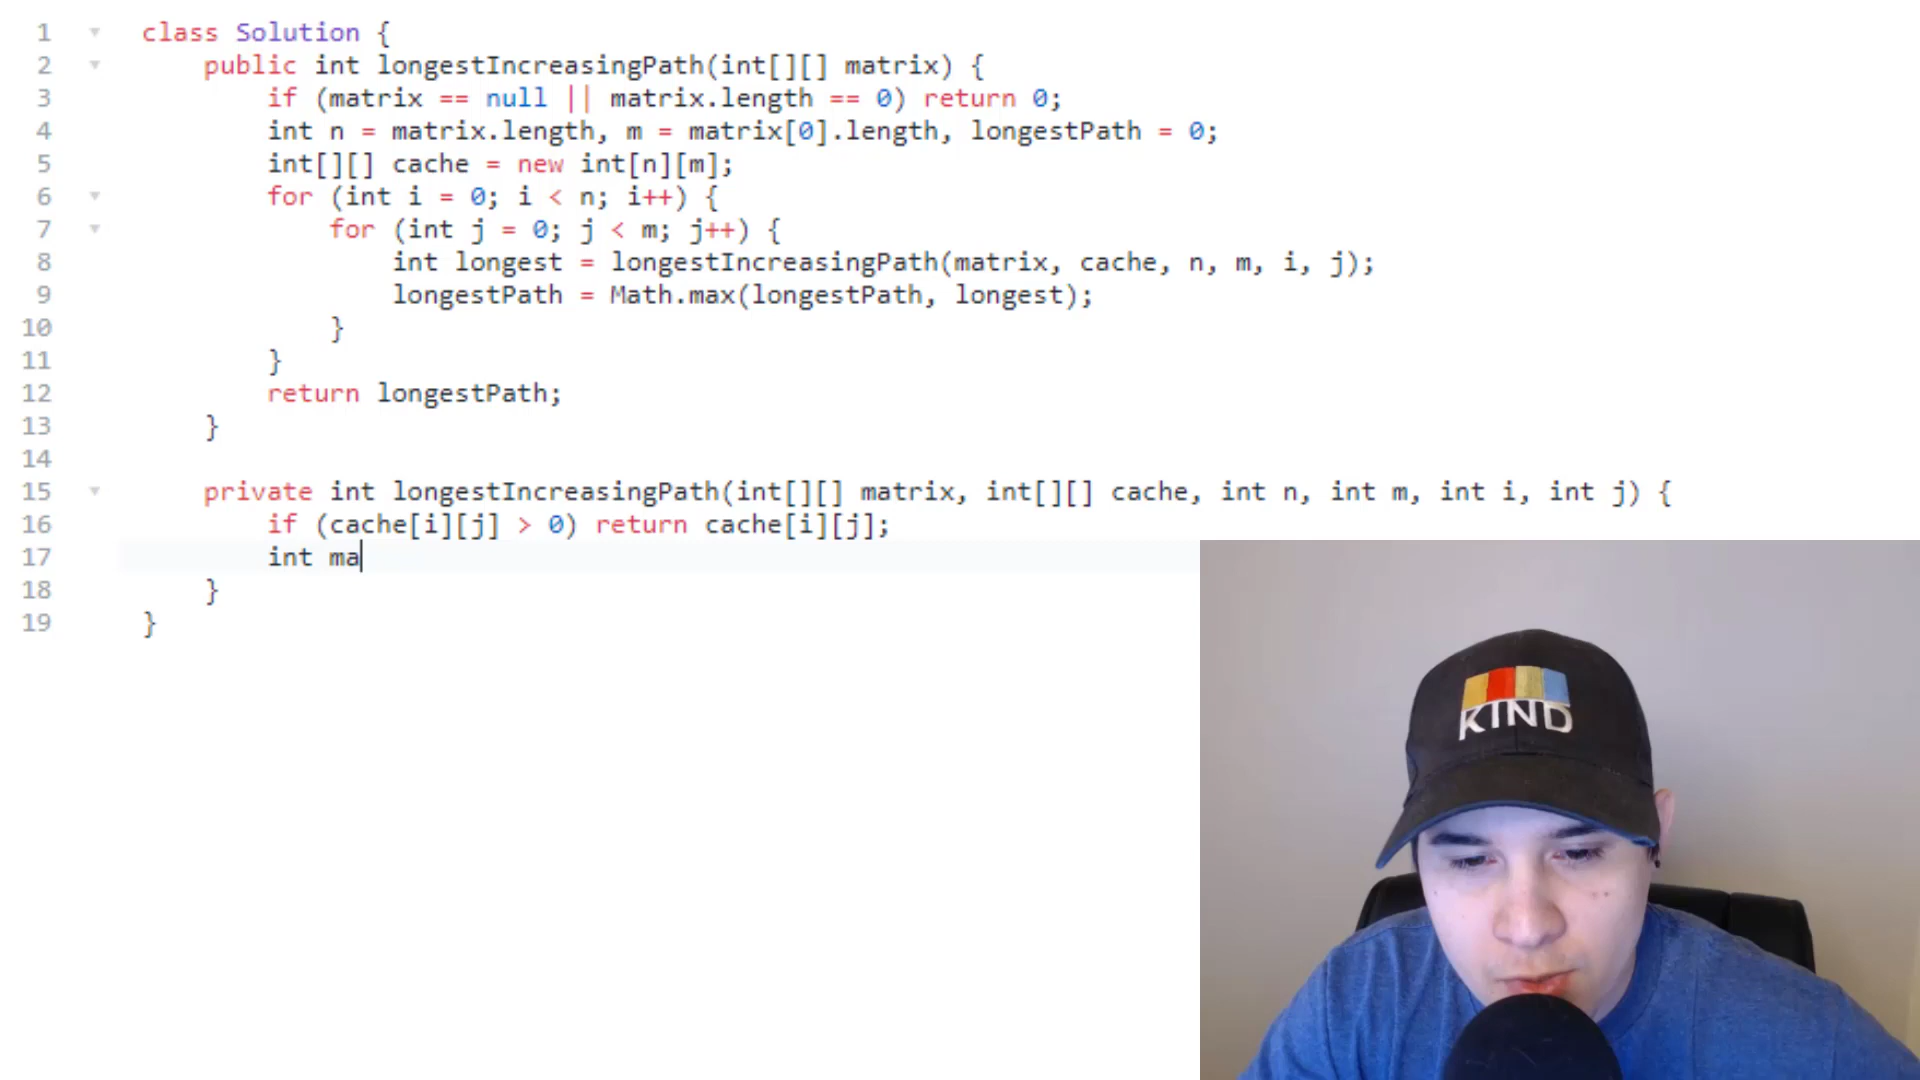 1 class Solution {
2 public int longestIncreasingPath(int[][] matrix) {
3 if (matrix == null || matrix.length == 0) return 0;
4 int n = matrix.length, m = matrix[0].length, longestPath = 0;
5 int[][] cache = new int[n][m];
6 for (int i = 0; i < n; i++) {
7 for (int j = 0; j < m; j++) {
8 int longest = longestIncreasingPath(matrix, cache, n, m, i, j);
9 longestPath = Math.max(longestPath, longest);
10 }
11 }
12 return longestPath;
13 }
14
15 private int longestIncreasingPath(int[][] matrix, int[][] cache, int n, int m, int i, int j) {
16 if (cache[i][j] > 0) return cache[i][j];
17 int ma
18 }
19 }
KIND